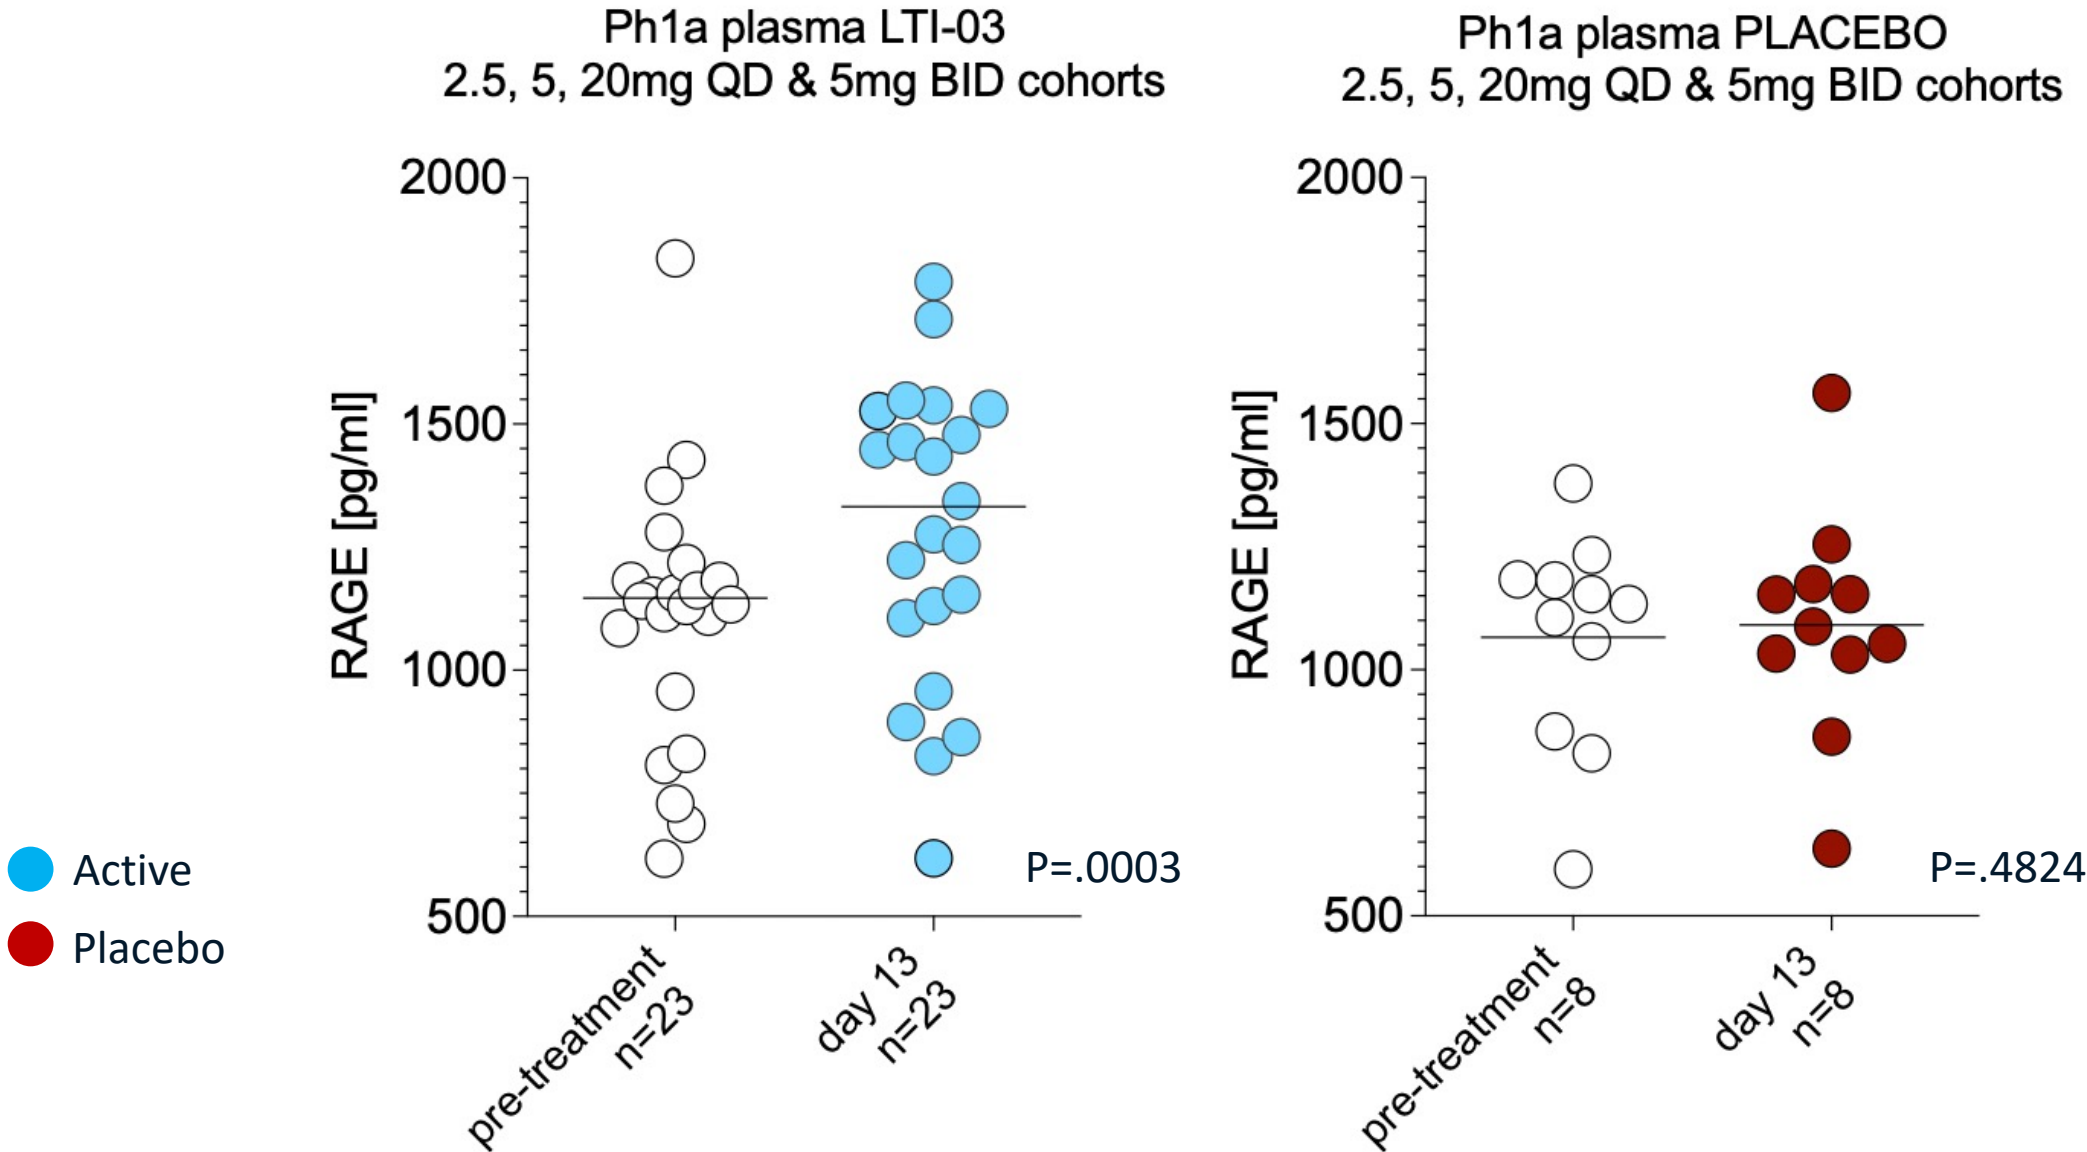 Ph1a plasma LTI-03
2.5, 5, 20mg QD & 5mg BID cohorts
2000
1500
1000
500
RAGE [pg/ml]
P=.0003
pre-treatment
n=23
day 13
n=23
Ph1a plasma PLACEBO
2.5, 5, 20mg QD & 5mg BID cohorts
2000
1500
1000
500
RAGE [pg/ml]
P=.4824
pre-treatment
n=8
day 13
n=8
Active
Placebo